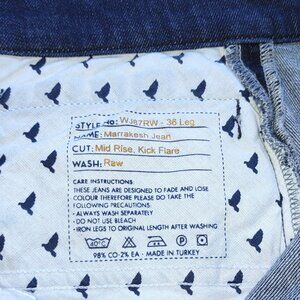 STYLE No: WJ87RW - 36 Leg
NAME: Marrakesh Jean
CUT: Mid Rise, Kick Flare
WASH: Raw
CARE INSTRUCTIONS:
THESE JEANS ARE DESIGNED TO FADE AND LOSE
COLOUR THEREFORE PLEASE DO TAKE THE
FOLLOWING PRECAUTIONS:
- ALWAYS WASH SEPARATELY
- DO NOT USE BLEACH
- IRON LEGS TO ORIGINAL LENGTH AFTER WASHING
40°C
98% CO 2% EA - MADE IN TURKEY